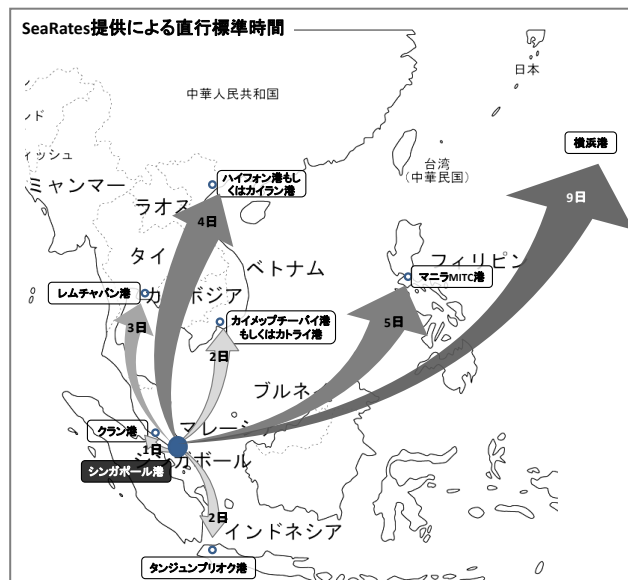 SeaRates提供による直行標準時間
日本
中華人民共和国
ンド
横浜港
ィッシュ
台湾
(中華民国)
ミャンマー
ハイフォン港もし
くはカイラン港
ラオス
9日
4日
タイ
ベトナム
フィリピン
マニラMITC港
レムチャバン港
カ ボジア
カイメップチーバイ港
もしくはカトライ港
3日
5日
2日
ブルネイ
クラン港
マレーシ
1日
シンガポール
シンガポール港
2日
インドネシア
タンジュンプリオク港